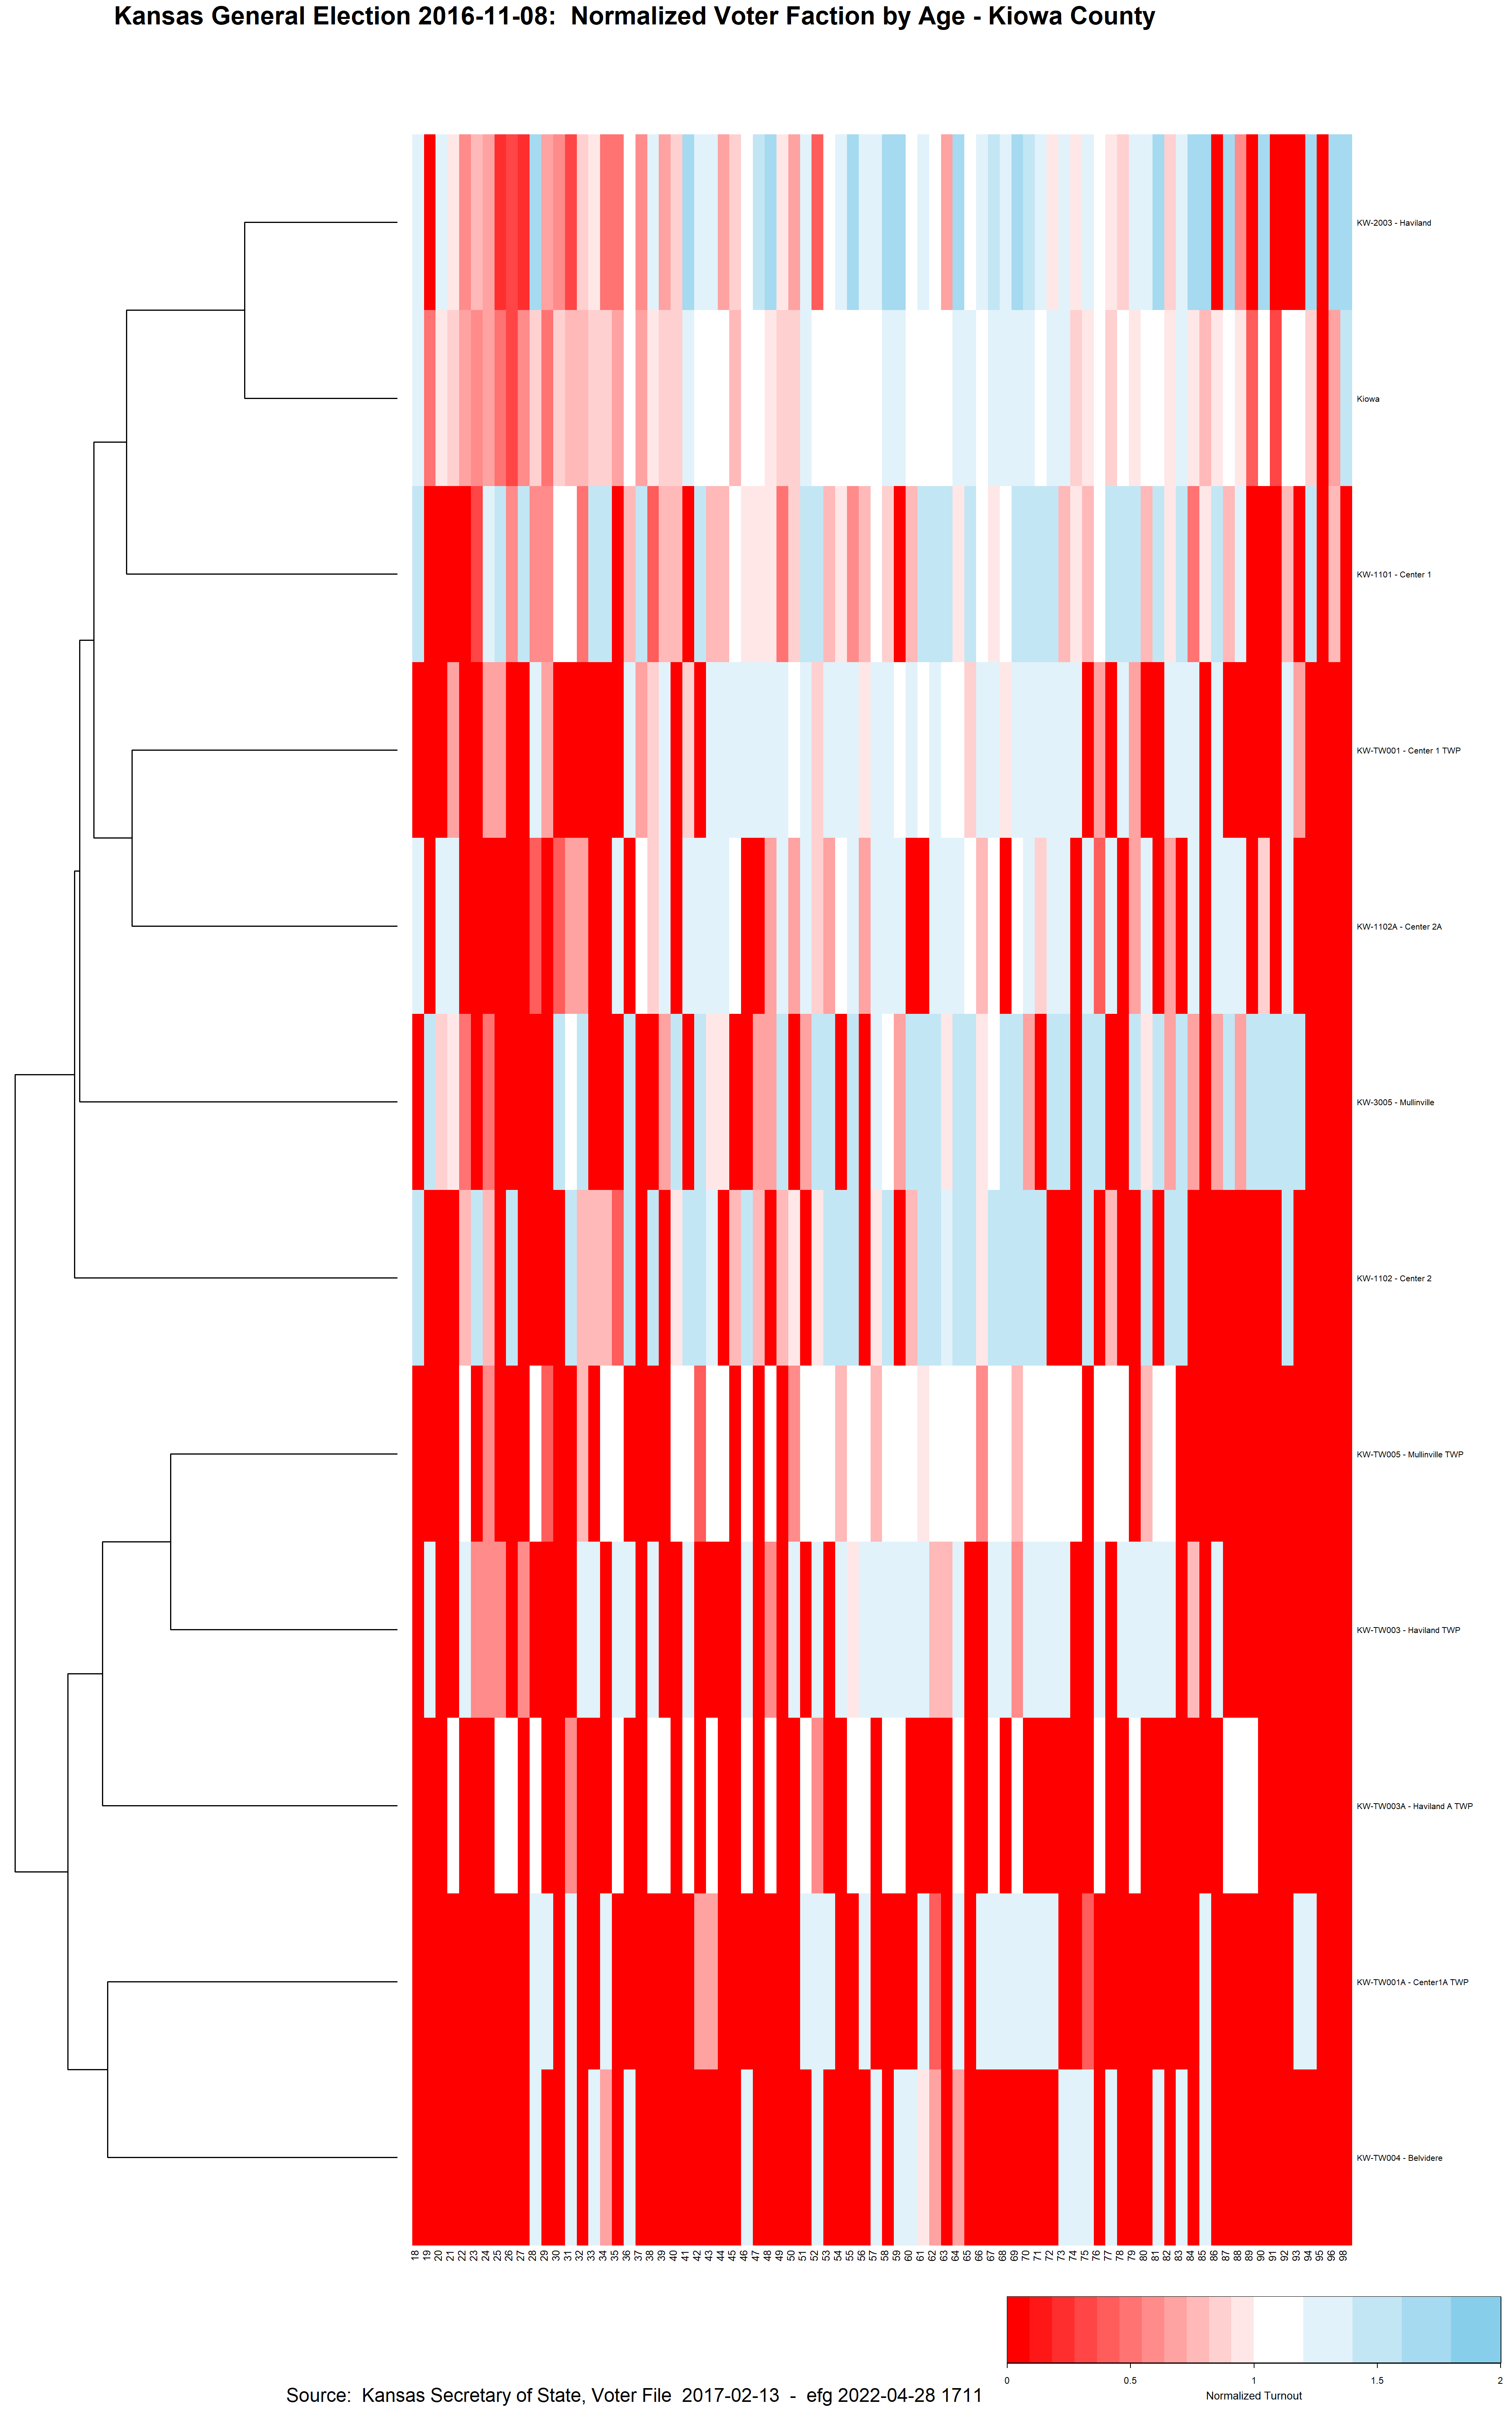 Kansas General Election 2016-11-08:  Normalized Voter Faction by Age - Kiowa County
KW-2003 - Haviland
Kiowa
KW-1101 - Center 1
KW-TW001 - Center 1 TWP
KW-1102A - Center 2A
KW-3005 - Mullinville
KW-1102 - Center 2
KW-TW005 - Mullinville TWP
KW-TW003 - Haviland TWP
KW-TW003A - Haviland A TWP
KW-TW001A - Center1A TWP
KW-TW004 - Belvidere
18 19 20 21 22 23 24 25 26 27 28 29 30 31 32 33 34 35 36 37 38 39 40 41 42 43 44 45 46 47 48 49 50 51 52 53 54 55 56 57 58 59 60 61 62 63 64 65 66 67 68 69 70 71 72 73 74 75 76 77 78 79 80 81 82 83 84 85 86 87 88 89 90 91 92 93 94 95 96 98
0 0.5 1 1.5 2
Normalized Turnout
Source:  Kansas Secretary of State, Voter File  2017-02-13  -  efg 2022-04-28 1711